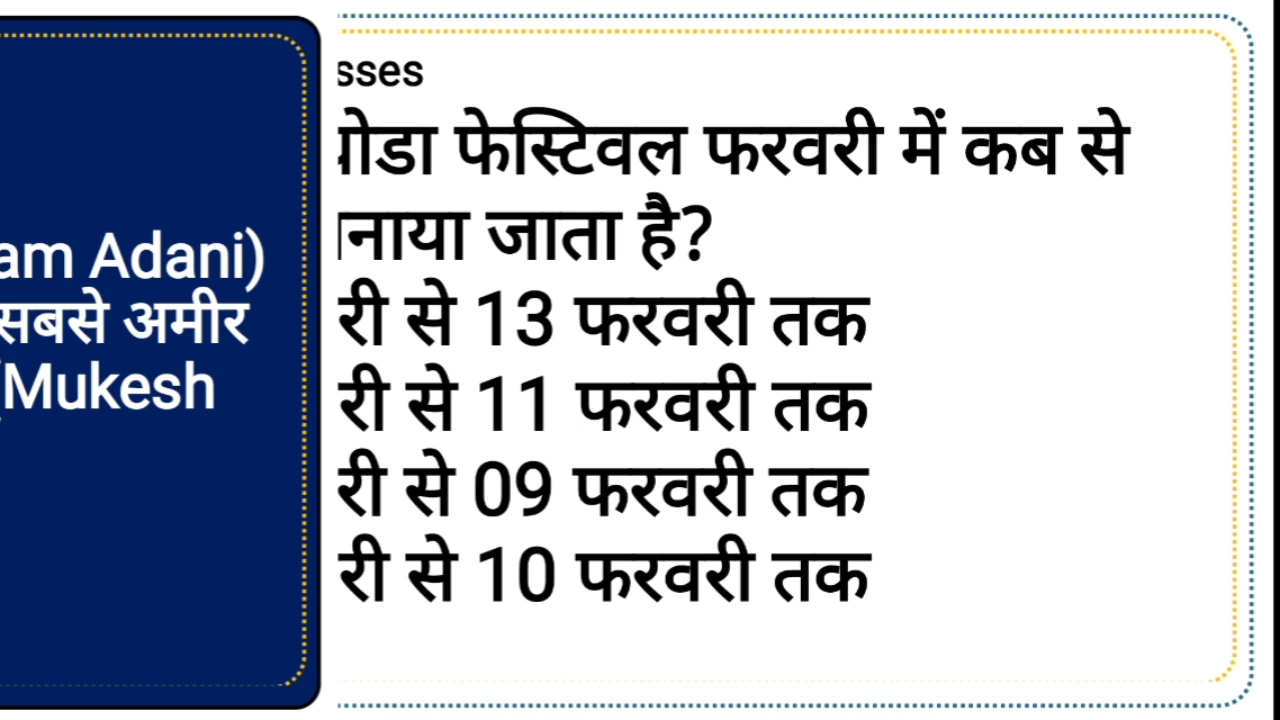 am Adani)
सबसे अमीर
(Mukesh
sses
फेस्टिवल फरवरी में कब से
जाता है?
री से 13 फरवरी तक
री से 11 फरवरी तक
री से 09 फरवरी तक
री से 10 फरवरी तक